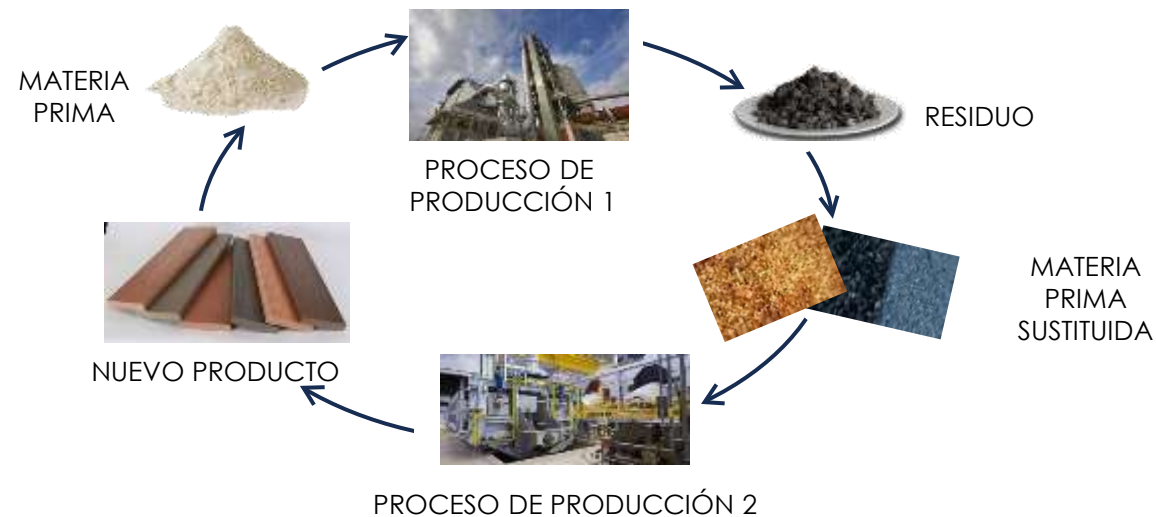 MATERIA
PRIMA
PROCESO DE
PRODUCCIÓN 1
RESIDUO
MATERIA
PRIMA
SUSTITUIDA
PROCESO DE PRODUCCIÓN 2
NUEVO PRODUCTO